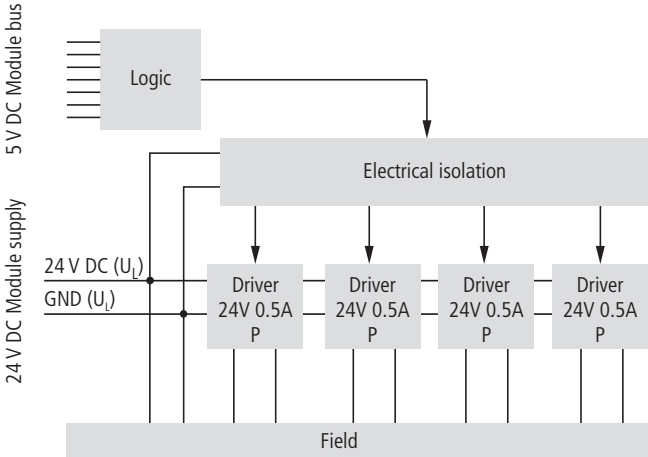 5 V DC Module bus
Logic
Electrical isolation
24 V DC Module supply
24 V DC (UL)
GND (UL)
Driver
24V 0.5A
P
Driver
24V 0.5A
P
Driver
24V 0.5A
P
Driver
24V 0.5A
P
Field